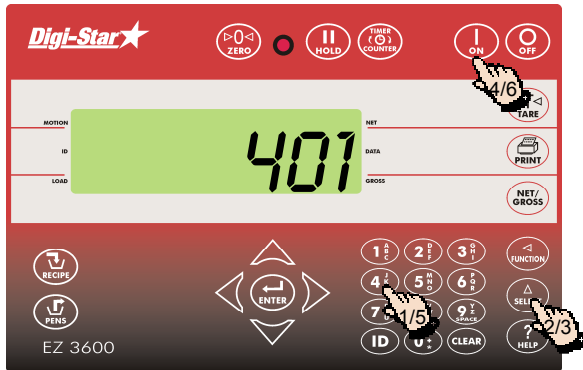 Digi-Star
0
ZERO
HOLD
TIMER
COUNTER
ON
OFF
4/6
TARE
MOTION
NET
ID
401
DATA
PRINT
LOAD
GROSS
NET/
GROSS
1 A B C
2 D E F
3 G H I
FUNCTION
RECIPE
4
5 M N O
6 P Q R
ENTER
7
1/5
9 Y Z SPACE
2/3
PENS
ID
0
CLEAR
?
HELP
EZ 3600